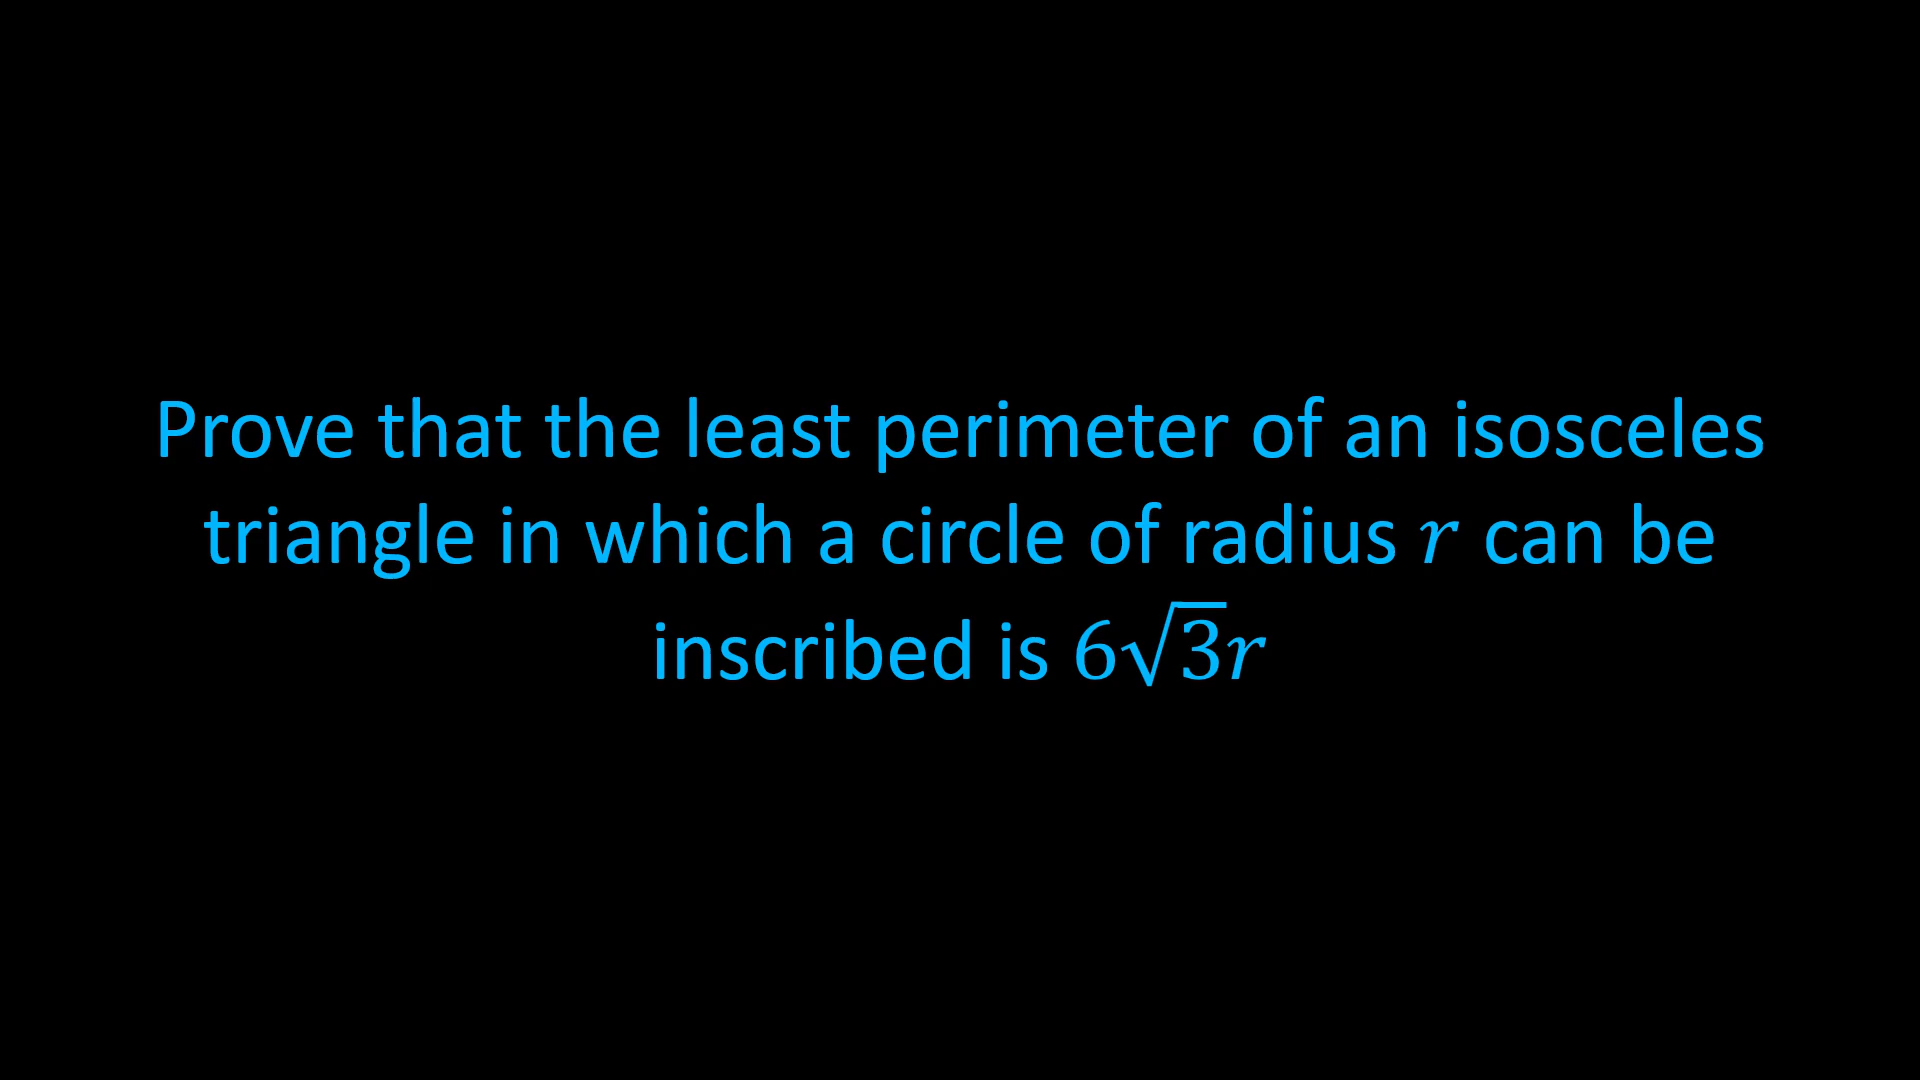 Prove that the least perimeter of an isosceles
triangle in which a circle of radius 𝑟 can be
inscribed is 6√3𝑟